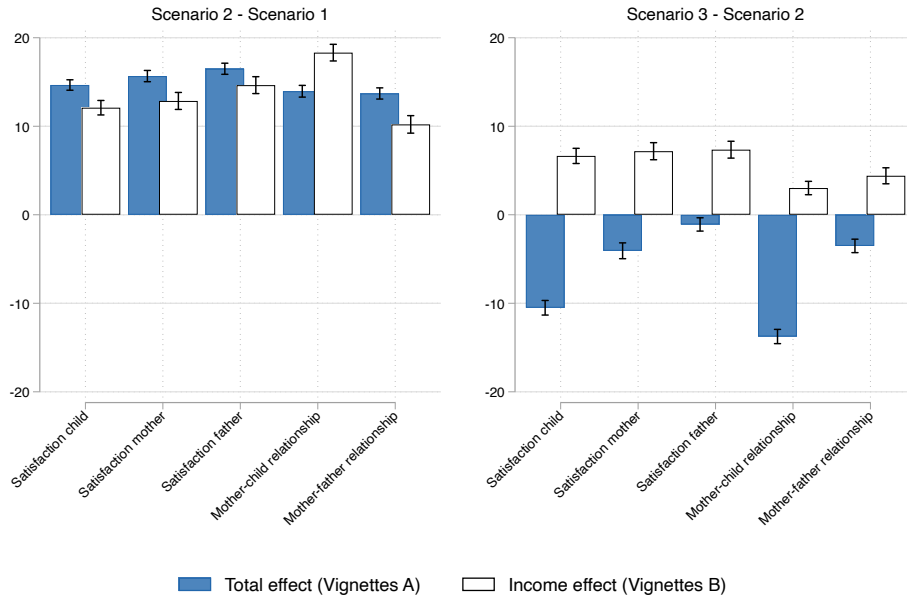 Scenario 2 - Scenario 1
20
10
0
-10
-20
Satisfaction child
Satisfaction mother
Satisfaction father
Mother-child relationship
Mother-father relationship
Scenario 3 - Scenario 2
20
10
0
-10
-20
Satisfaction child
Satisfaction mother
Satisfaction father
Mother-child relationship
Mother-father relationship
Total effect (Vignettes A)
Income effect (Vignettes B)